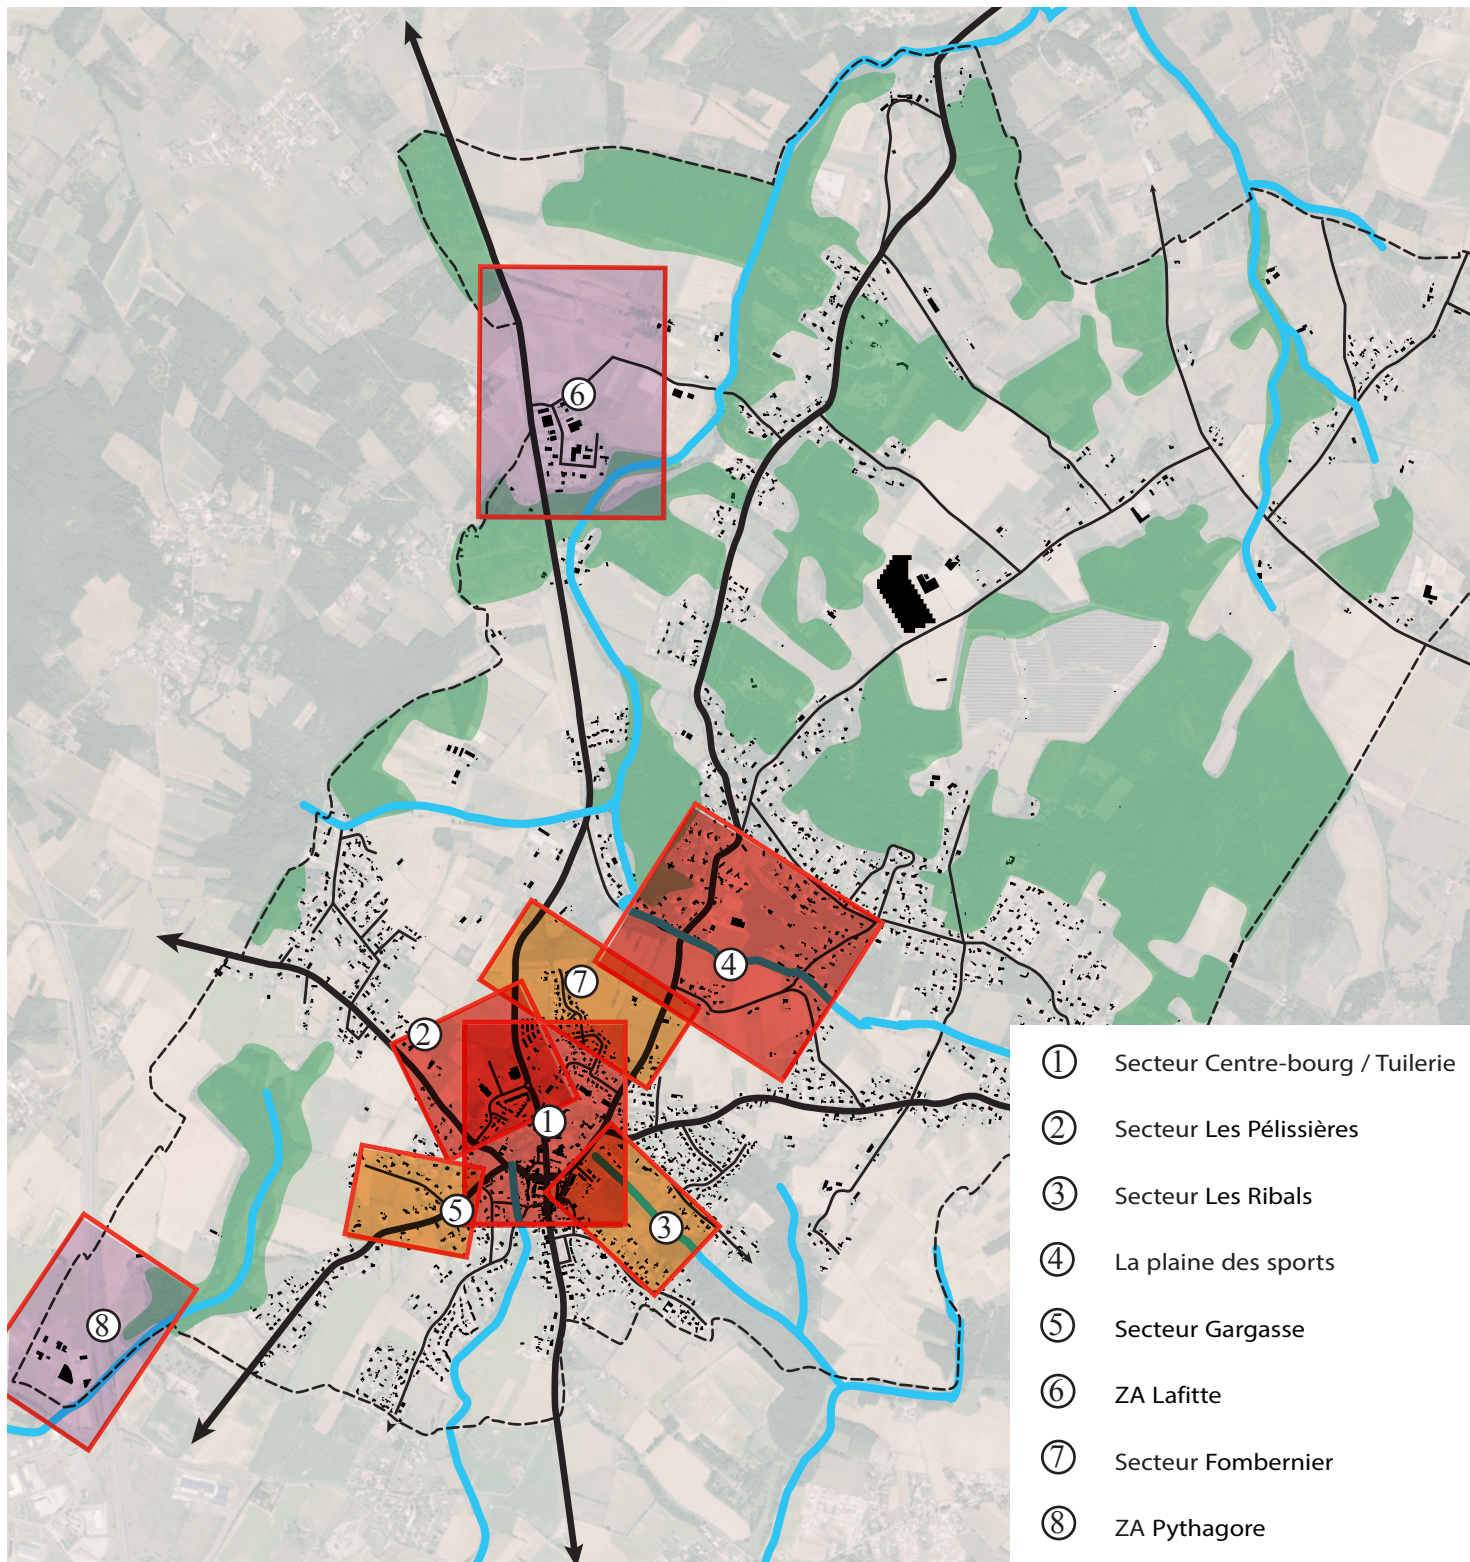 6
4
7
2
1
5
3
8
1 Secteur Centre-bourg / Tuilerie
2 Secteur Les Pélissières
3 Secteur Les Ribals
4 La plaine des sports
5 Secteur Gargasse
6 ZA Lafitte
7 Secteur Fombernier
8 ZA Pythagore